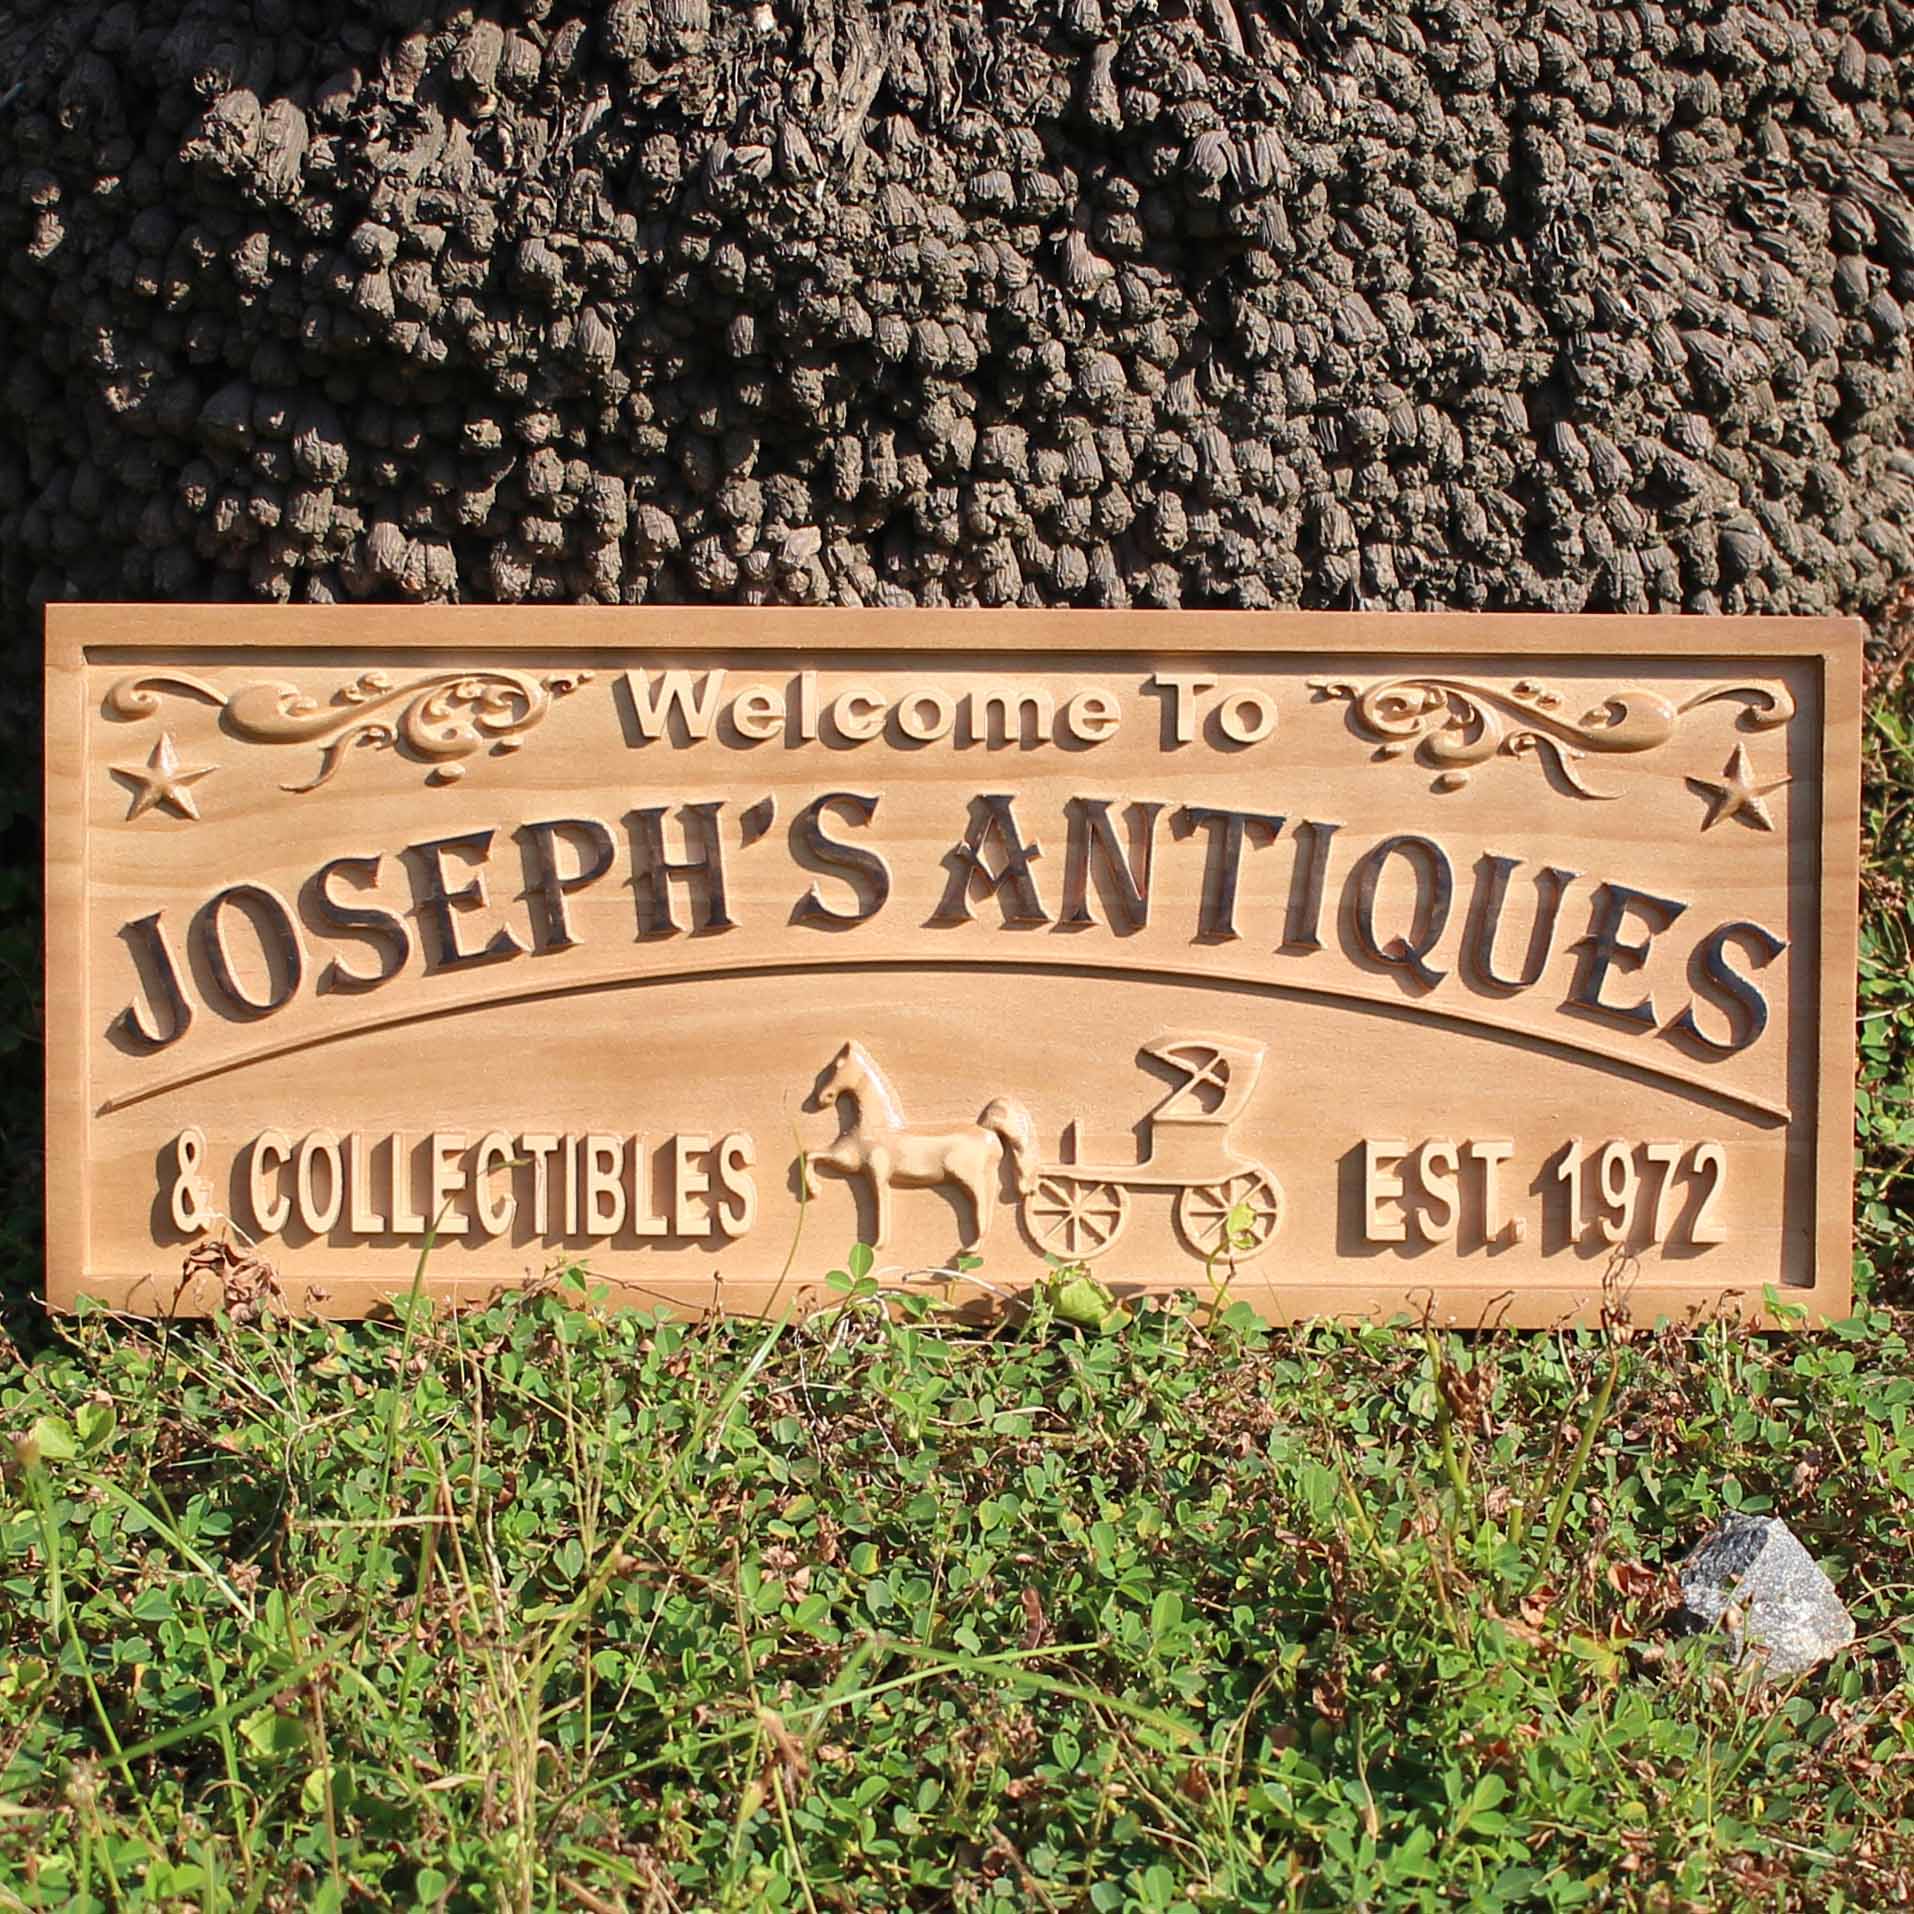 Welcome To
JOSEPH'S ANTIQUES
& COLLECTIBLES EST. 1972